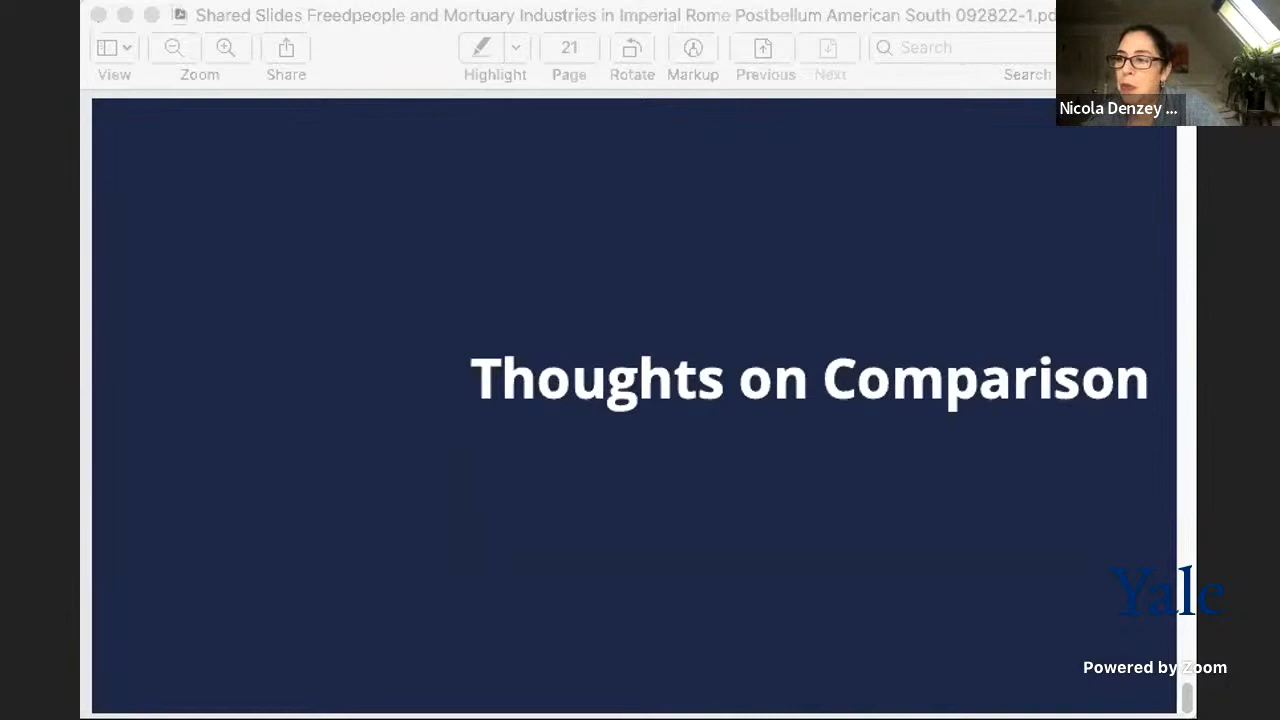 Shared Slides Freedpeople and Mortuary Industries in Imperial Rome Postbellum American South 092822-1.pd
21
Search
View
Zoom
Share
Highlight
Page
Rotate
Markup
Previous
Next
Search
Nicola Denzey ...
Thoughts on Comparison
Yale
Powered by Zoom